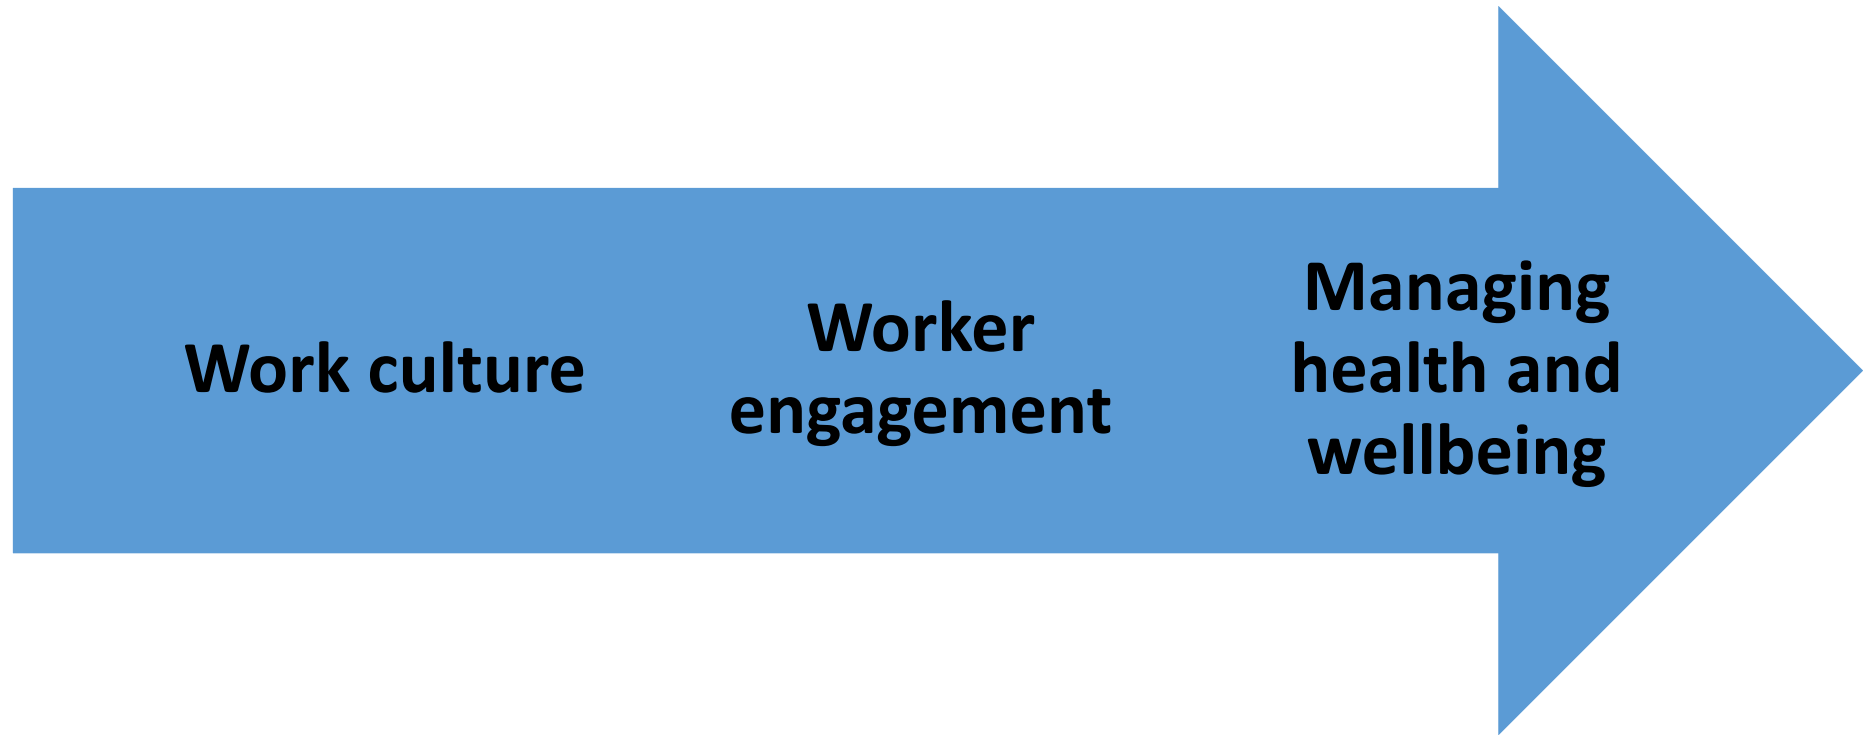 Work culture
Worker
engagement
Managing
health and
wellbeing